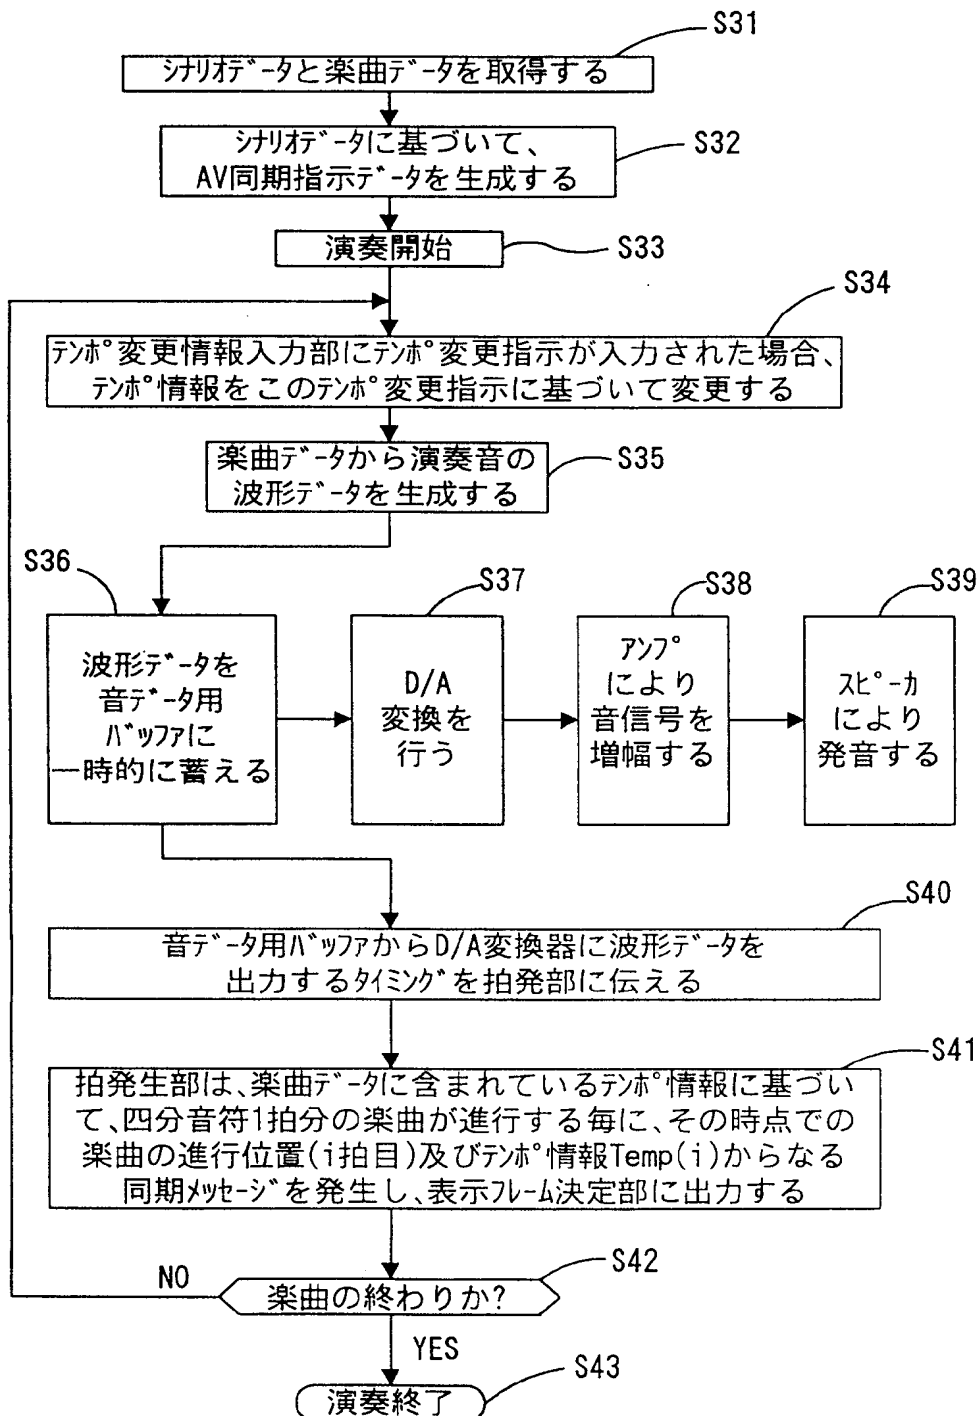 S31
シナリオデータと楽曲データを取得する
シナリオデータに基づいて、
AV同期指示データを生成する
S32
演奏開始
S33
S34
テンポ変更情報入力部にテンポ変更指示が入力された場合、
テンポ情報をこのテンポ変更指示に基づいて変更する
楽曲データから演奏音の
波形データを生成する
S35
S36
波形データを
音データ用
バッファに
一時的に蓄える
S37
D/A
変換を
行う
S38
アンプ
により
音信号を
増幅する
S39
スピーカ
により
発音する
S40
音データ用バッファからD/A変換器に波形データを
出力するタイミングを拍発部に伝える
S41
拍発生部は、楽曲データに含まれているテンポ情報に基づい
て、四分音符1拍分の楽曲が進行する毎に、その時点での
楽曲の進行位置(i拍目)及びテンポ情報Temp(i)からなる
同期メッセージを発生し、表示フレーム決定部に出力する
S42
NO
楽曲の終わりか?
YES
S43
演奏終了